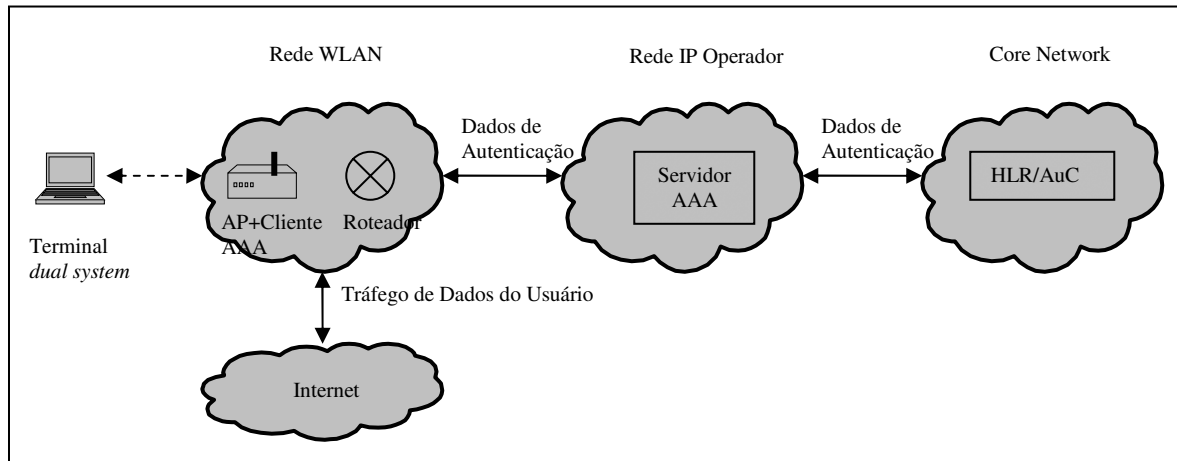 Rede WLAN
Rede IP Operador
Core Network
Dados de
Autenticação
Dados de
Autenticação
Servidor
AAA
HLR/AuC
AP+Cliente
AAA
Roteador
Terminal
dual system
Tráfego de Dados do Usuário
Internet